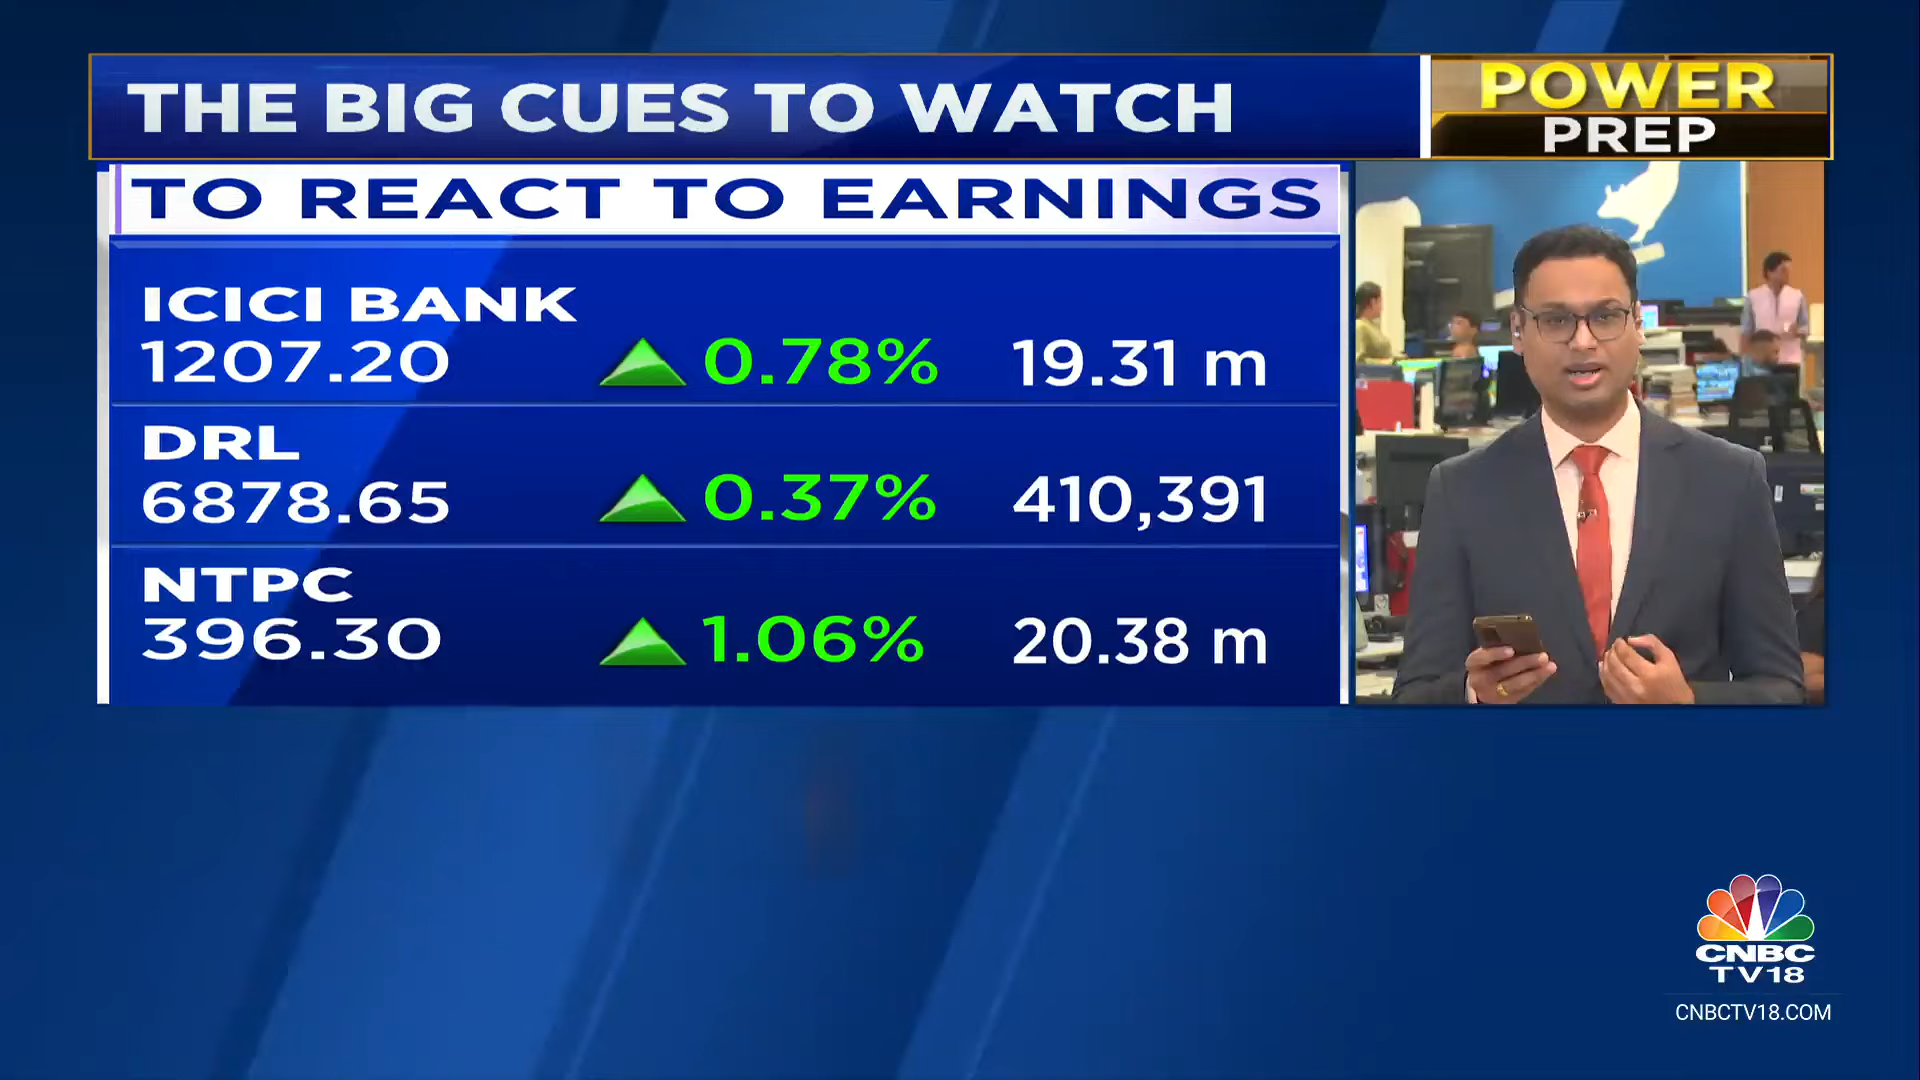 THE BIG CUES TO WATCH
POWER
PREP
TO REACT TO EARNINGS
ICICI BANK
1207.20 0.78% 19.31 m
DRL
6878.65 0.37% 410,391
NTPC
396.30 1.06% 20.38 m
CNBC
TV18
CNBCTV18.COM